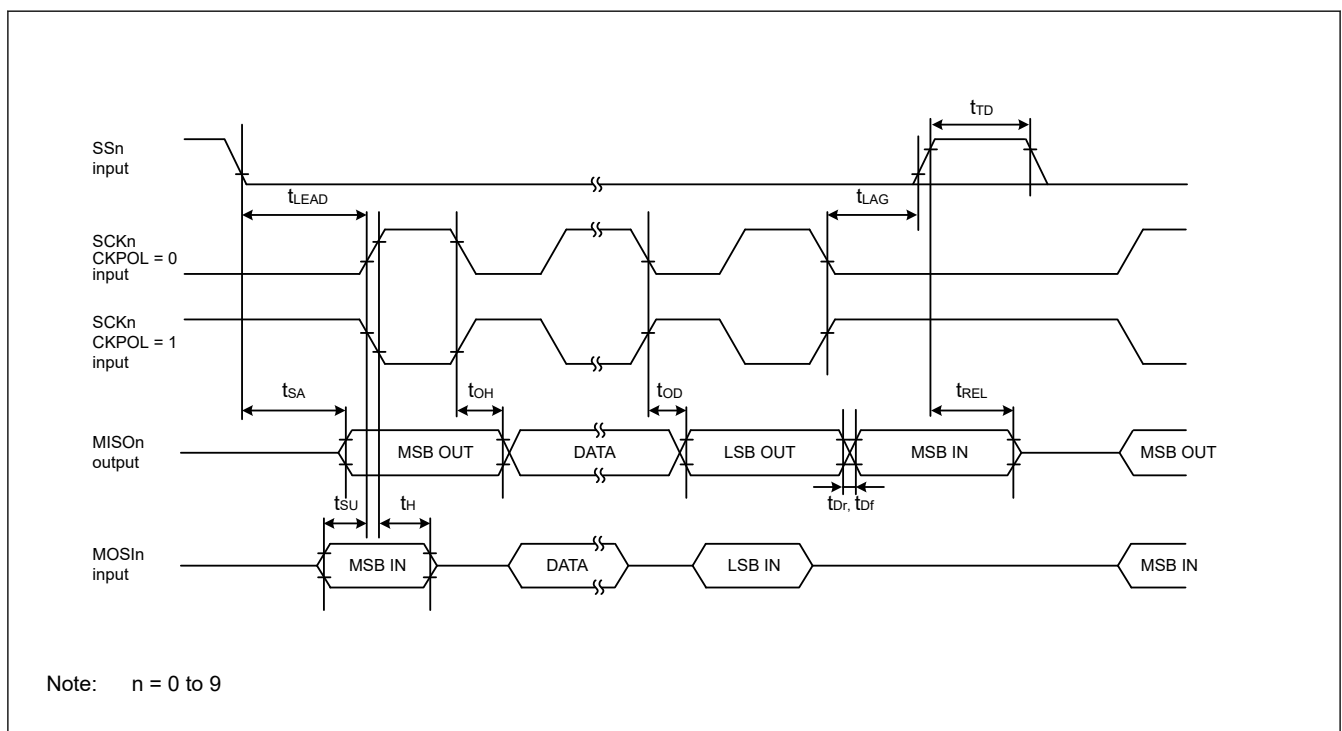 tTD
SSn
input
tLEAD
tLAG
SCKn
CKPOL = 0
input
SCKn
CKPOL = 1
input
tSA
tOH
tOD
tREL
MISOn
output
MSB OUT
DATA
LSB OUT
MSB IN
MSB OUT
tSU
tH
tDr, tDf
MOSIn
input
MSB IN
DATA
LSB IN
MSB IN
Note: n = 0 to 9